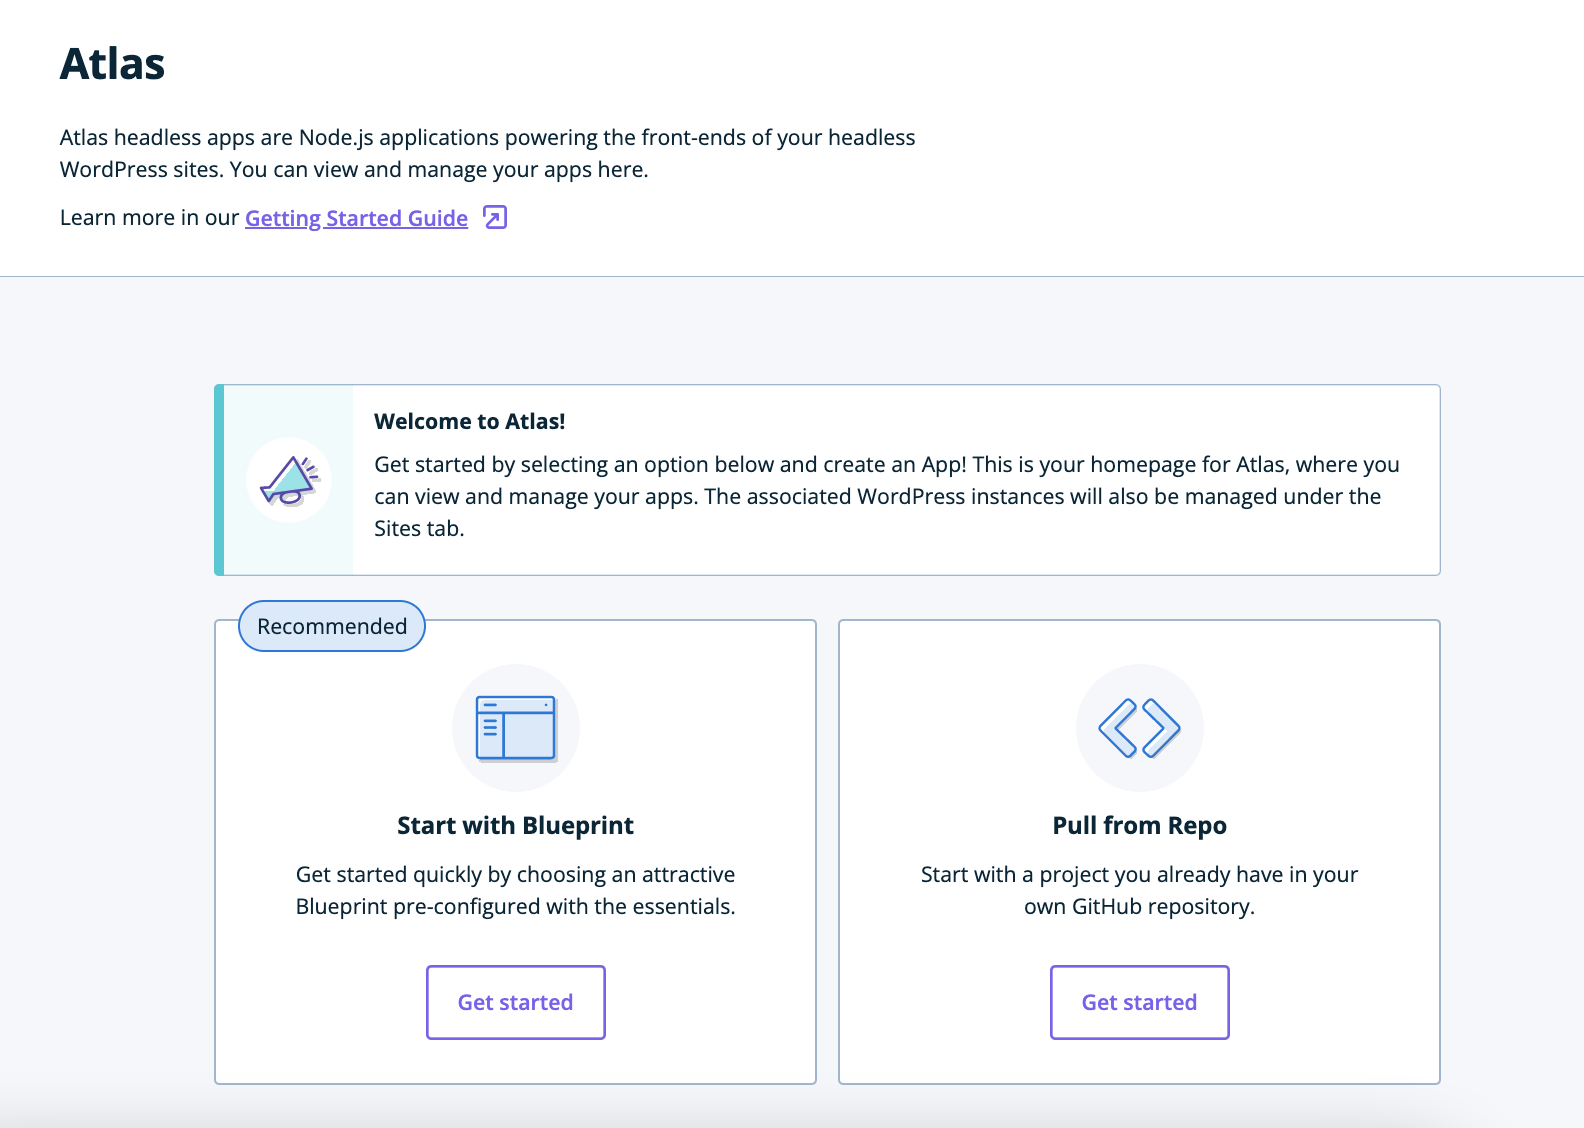 Atlas
Atlas headless apps are Node.js applications powering the front-ends of your headless
WordPress sites. You can view and manage your apps here.
Learn more in our Getting Started Guide
Welcome to Atlas!
Get started by selecting an option below and create an App! This is your homepage for Atlas, where you
can view and manage your apps. The associated WordPress instances will also be managed under the
Sites tab.
Recommended
Start with Blueprint
Get started quickly by choosing an attractive
Blueprint pre-configured with the essentials.
Get started
Pull from Repo
Start with a project you already have in your
own GitHub repository.
Get started